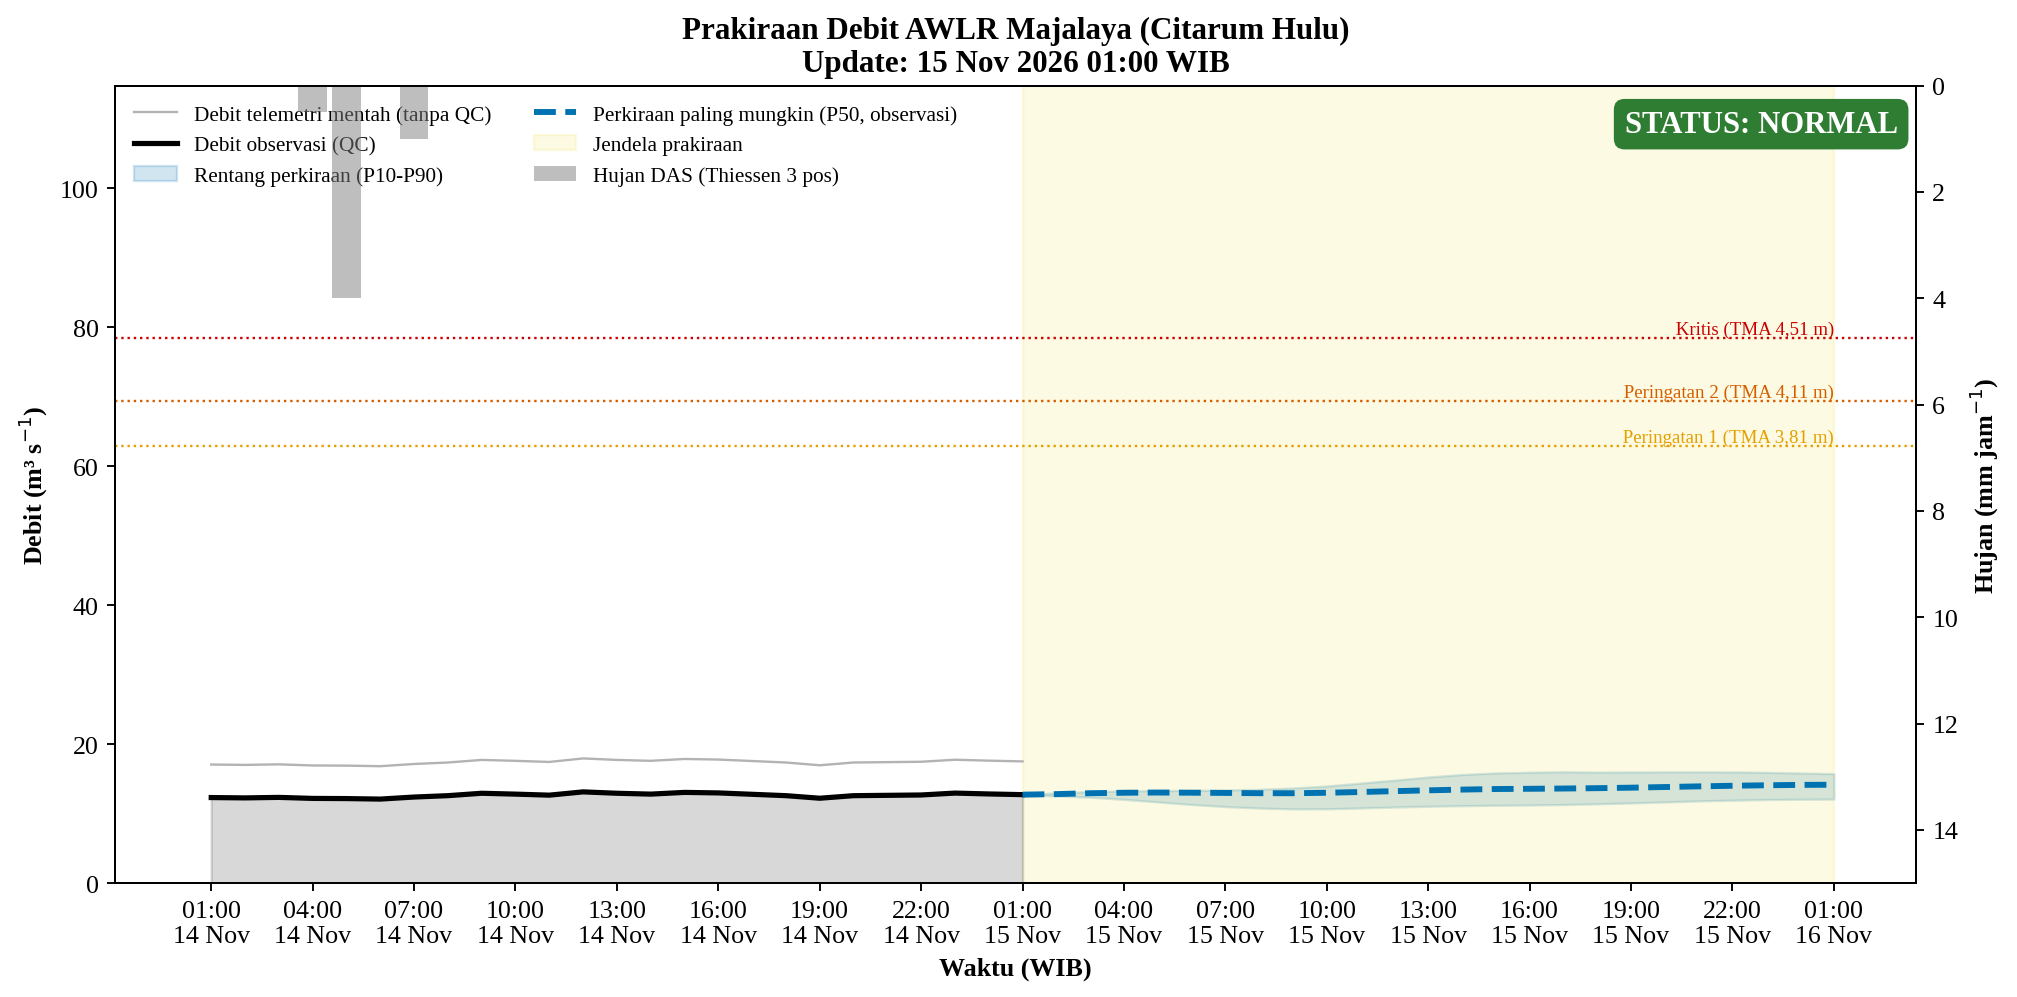 Prakiraan Debit AWLR Majalaya (Citarum Hulu)
Update: 15 Nov 2026 01:00 WIB
Debit telemetri mentah (tanpa QC)
Debit observasi (QC)
Rentang perkiraan (P10-P90)
Perkiraan paling mungkin (P50, observasi)
Jendela prakiraan
Hujan DAS (Thiessen 3 pos)
STATUS: NORMAL
Kritis (TMA 4,51 m)
Peringatan 2 (TMA 4,11 m)
Peringatan 1 (TMA 3,81 m)
Debit (m³ s⁻¹)
100
80
60
40
20
0
Hujan (mm jam⁻¹)
0
2
4
6
8
10
12
14
01:00 04:00 07:00 10:00 13:00 16:00 19:00 22:00 01:00 04:00 07:00 10:00 13:00 16:00 19:00 22:00 01:00
14 Nov 14 Nov 14 Nov 14 Nov 14 Nov 14 Nov 14 Nov 14 Nov 15 Nov 15 Nov 15 Nov 15 Nov 15 Nov 15 Nov 15 Nov 15 Nov 16 Nov
Waktu (WIB)